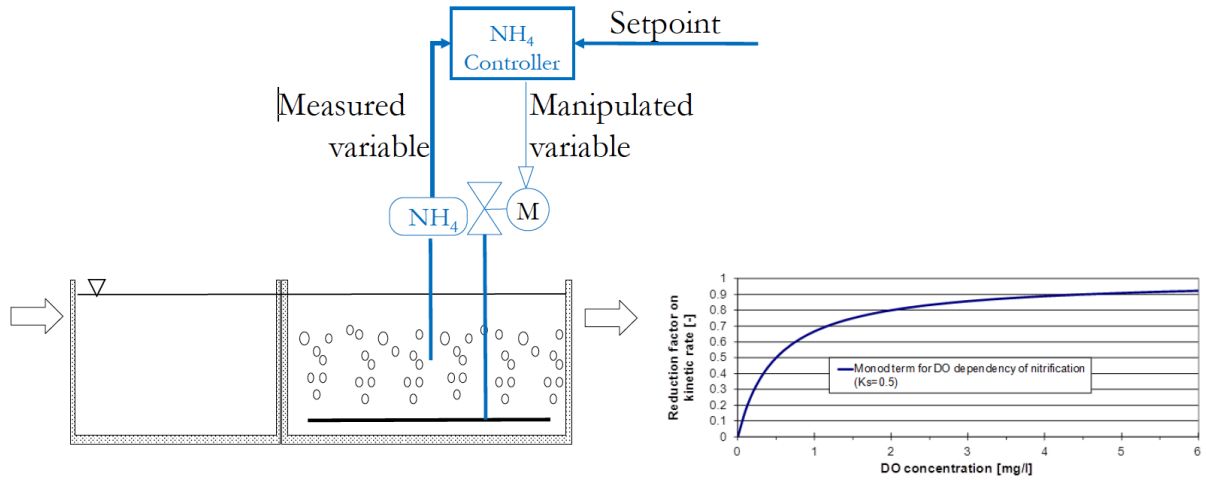 Setpoint
NH₄
Controller
Measured
variable
Manipulated
variable
NH₄
M
Reduction factor on
kinetic rate [-]
1
0.9
0.8
0.7
0.6
0.5
0.4
0.3
0.2
0.1
0
Monod term for DO dependency of nitrification
(Ks=0.5)
0 1 2 3 4 5 6
DO concentration [mg/l]